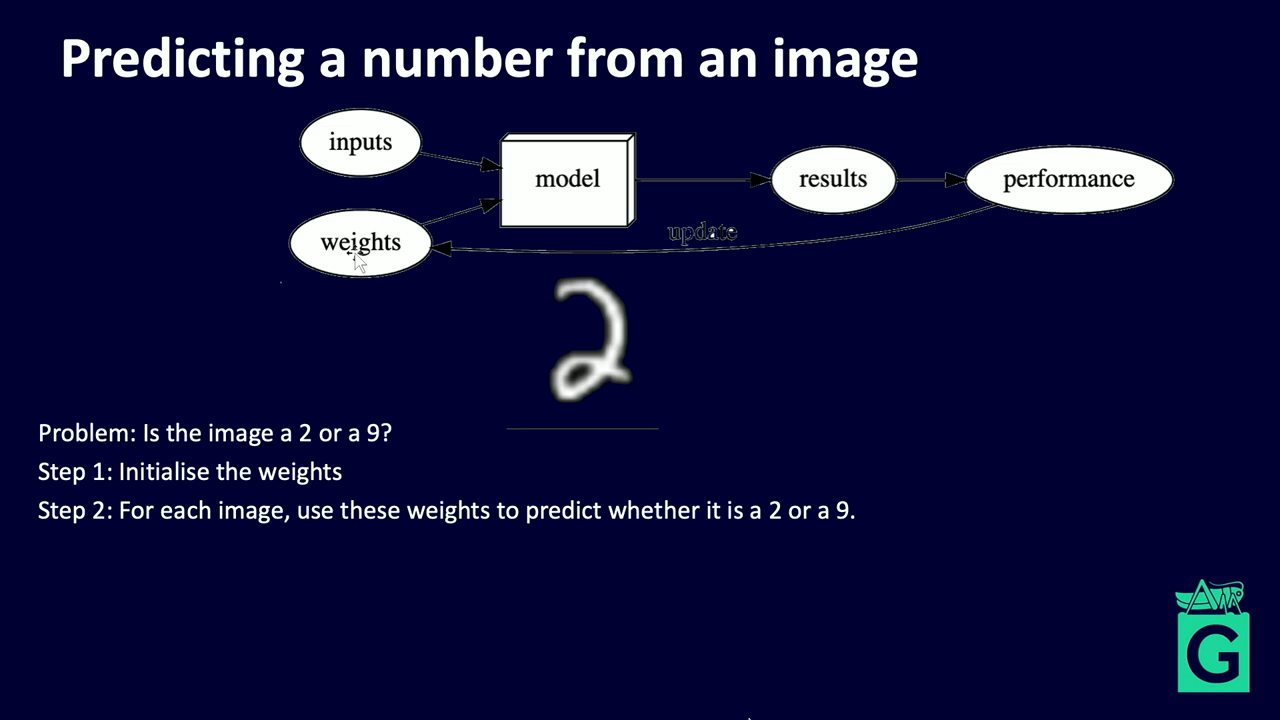 Predicting a number from an image
inputs
model
results
performance
weights
update
2
Problem: Is the image a 2 or a 9?
Step 1: Initialise the weights
Step 2: For each image, use these weights to predict whether it is a 2 or a 9.
G